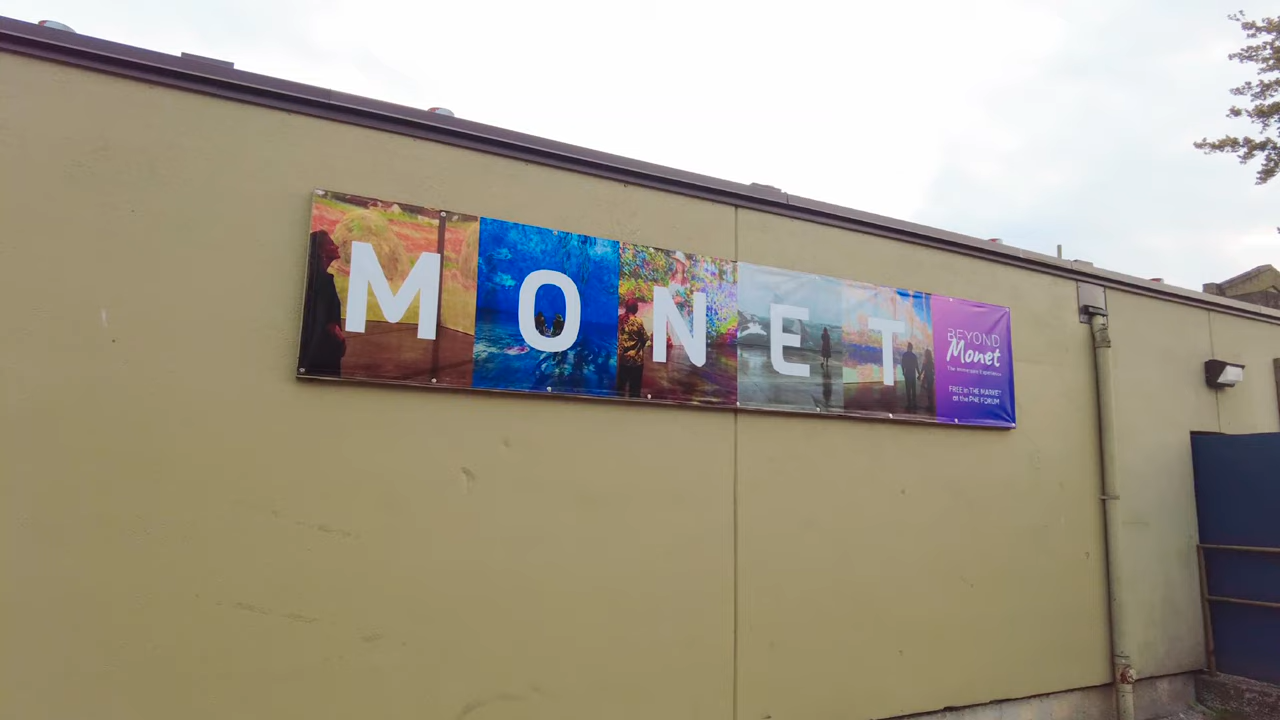 MONET
BEYOND
Monet
The immersive experience
FREE in THE MARKET
at the PNE FORUM